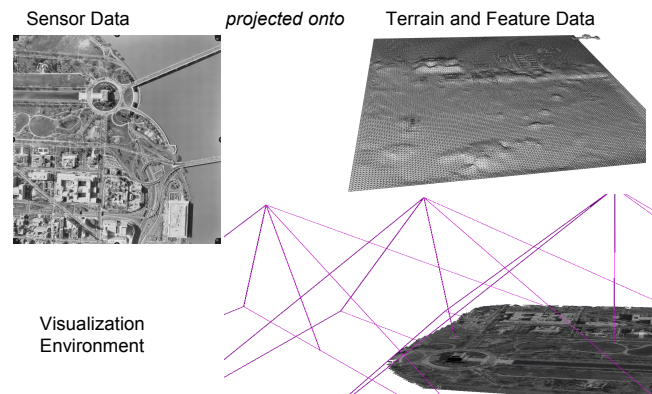 Sensor Data projected onto Terrain and Feature Data
Visualization
Environment